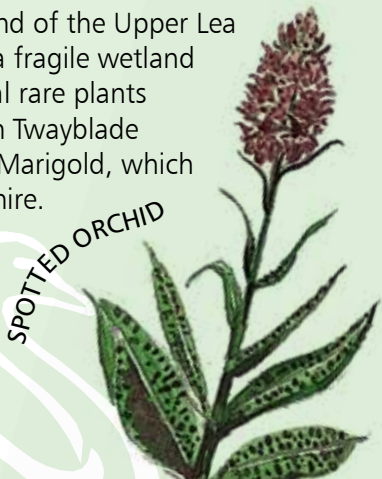 nd of the Upper Lea
a fragile wetland
al rare plants
n Twayblade
Marigold, which
hire.
SPOTTED ORCHID